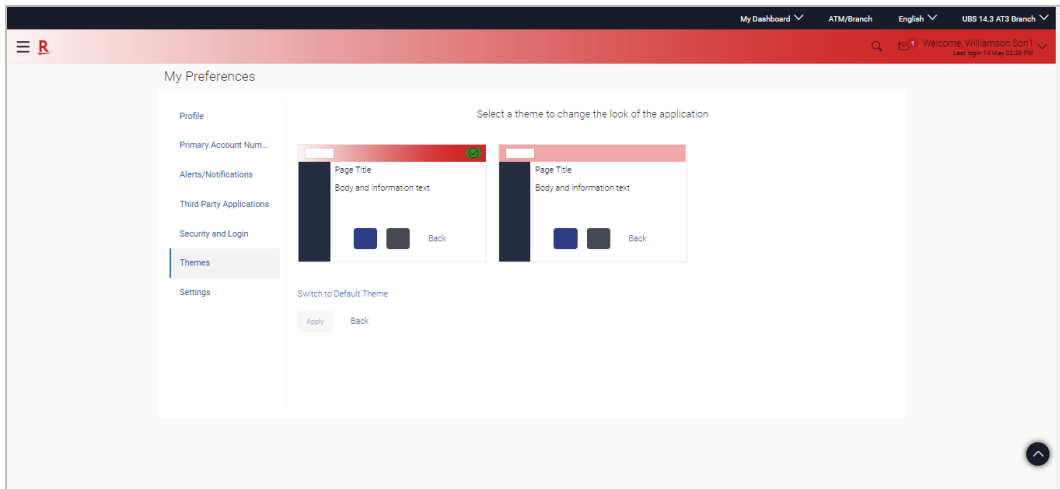 My Dashboard ATM/Branch English UBS 14.3 AT3 Branch
R 1 Welcome, Williamson Son1
Last login 14 May 02:28 PM
My Preferences
Profile
Primary Account Num...
Alerts/Notifications
Third Party Applications
Security and Login
Themes
Settings
Select a theme to change the look of the application
Page Title
Body and information text
Back
Page Title
Body and information text
Back
Switch to Default Theme
Apply Back